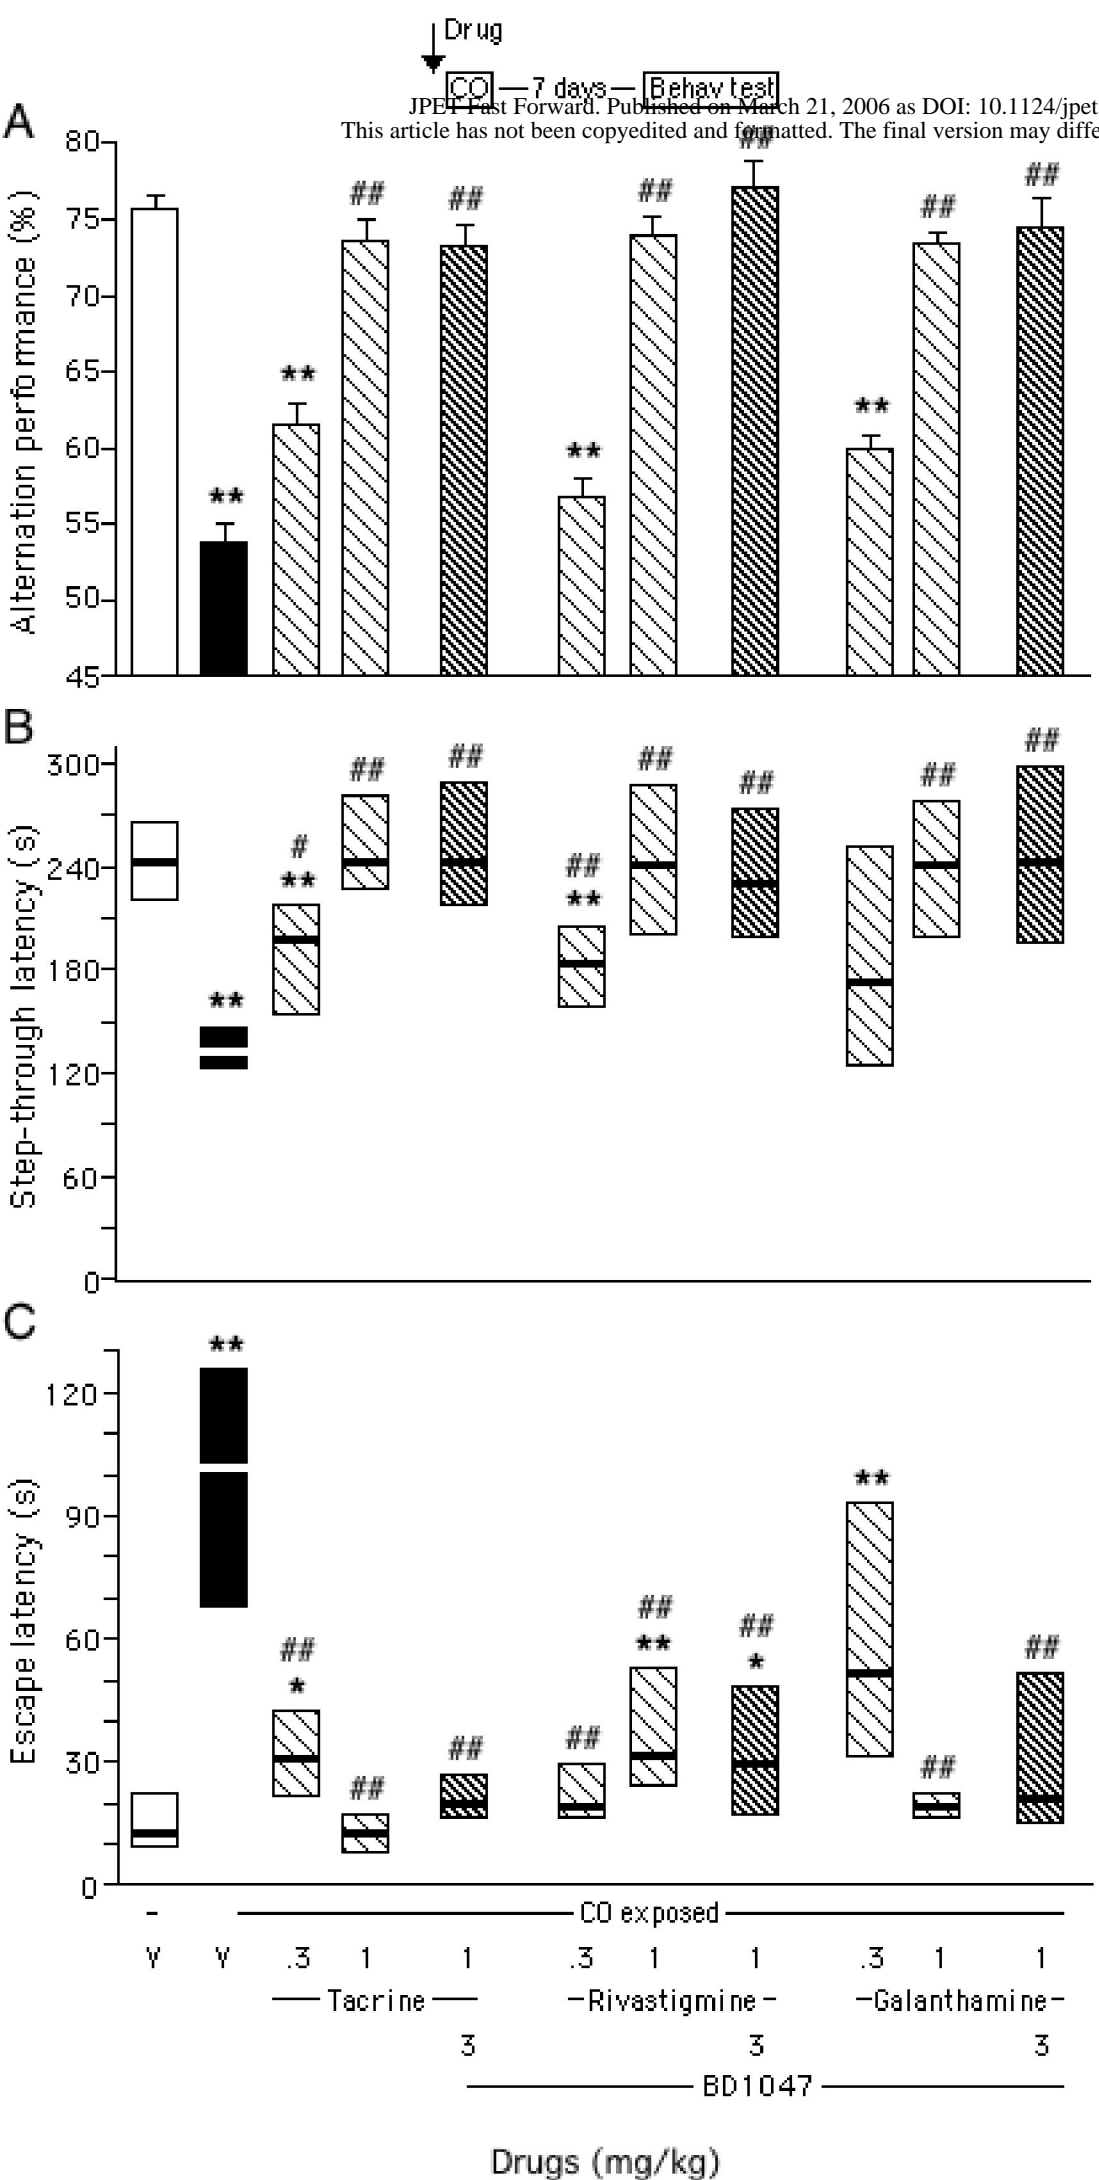 Drug
CO — 7 days — Behav test
JPET Fast Forward. Published on March 21, 2006 as DOI: 10.1124/jpet
This article has not been copyedited and formatted. The final version may diffe
A
Alternation performance (%)
80
75
70
65
60
55
50
45
** ** ## ## ** ## ## ** ## ##
B
Step-through latency (s)
300
240
180
120
60
0
** # ** ## ## ## ** ## ## ## ##
C
Escape latency (s)
120
90
60
30
0
** ## * ## ## ## ## ** ## * ** ## ##
- CO exposed
V V .3 1 1 .3 1 1 .3 1 1
Tacrine Rivastigmine Galanthamine
3 3 3
BD1047
Drugs (mg/kg)